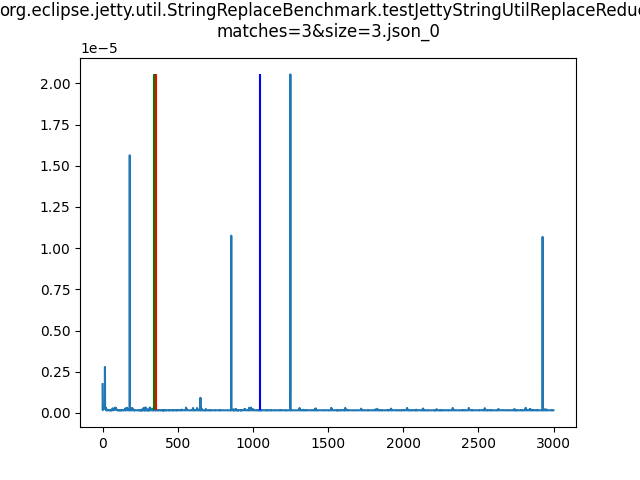 org.eclipse.jetty.util.StringReplaceBenchmark.testJettyStringUtilReplaceReduc
matches=3&size=3.json_0
1e−5
2.00
1.75
1.50
1.25
1.00
0.75
0.50
0.25
0.00
0 500 1000 1500 2000 2500 3000